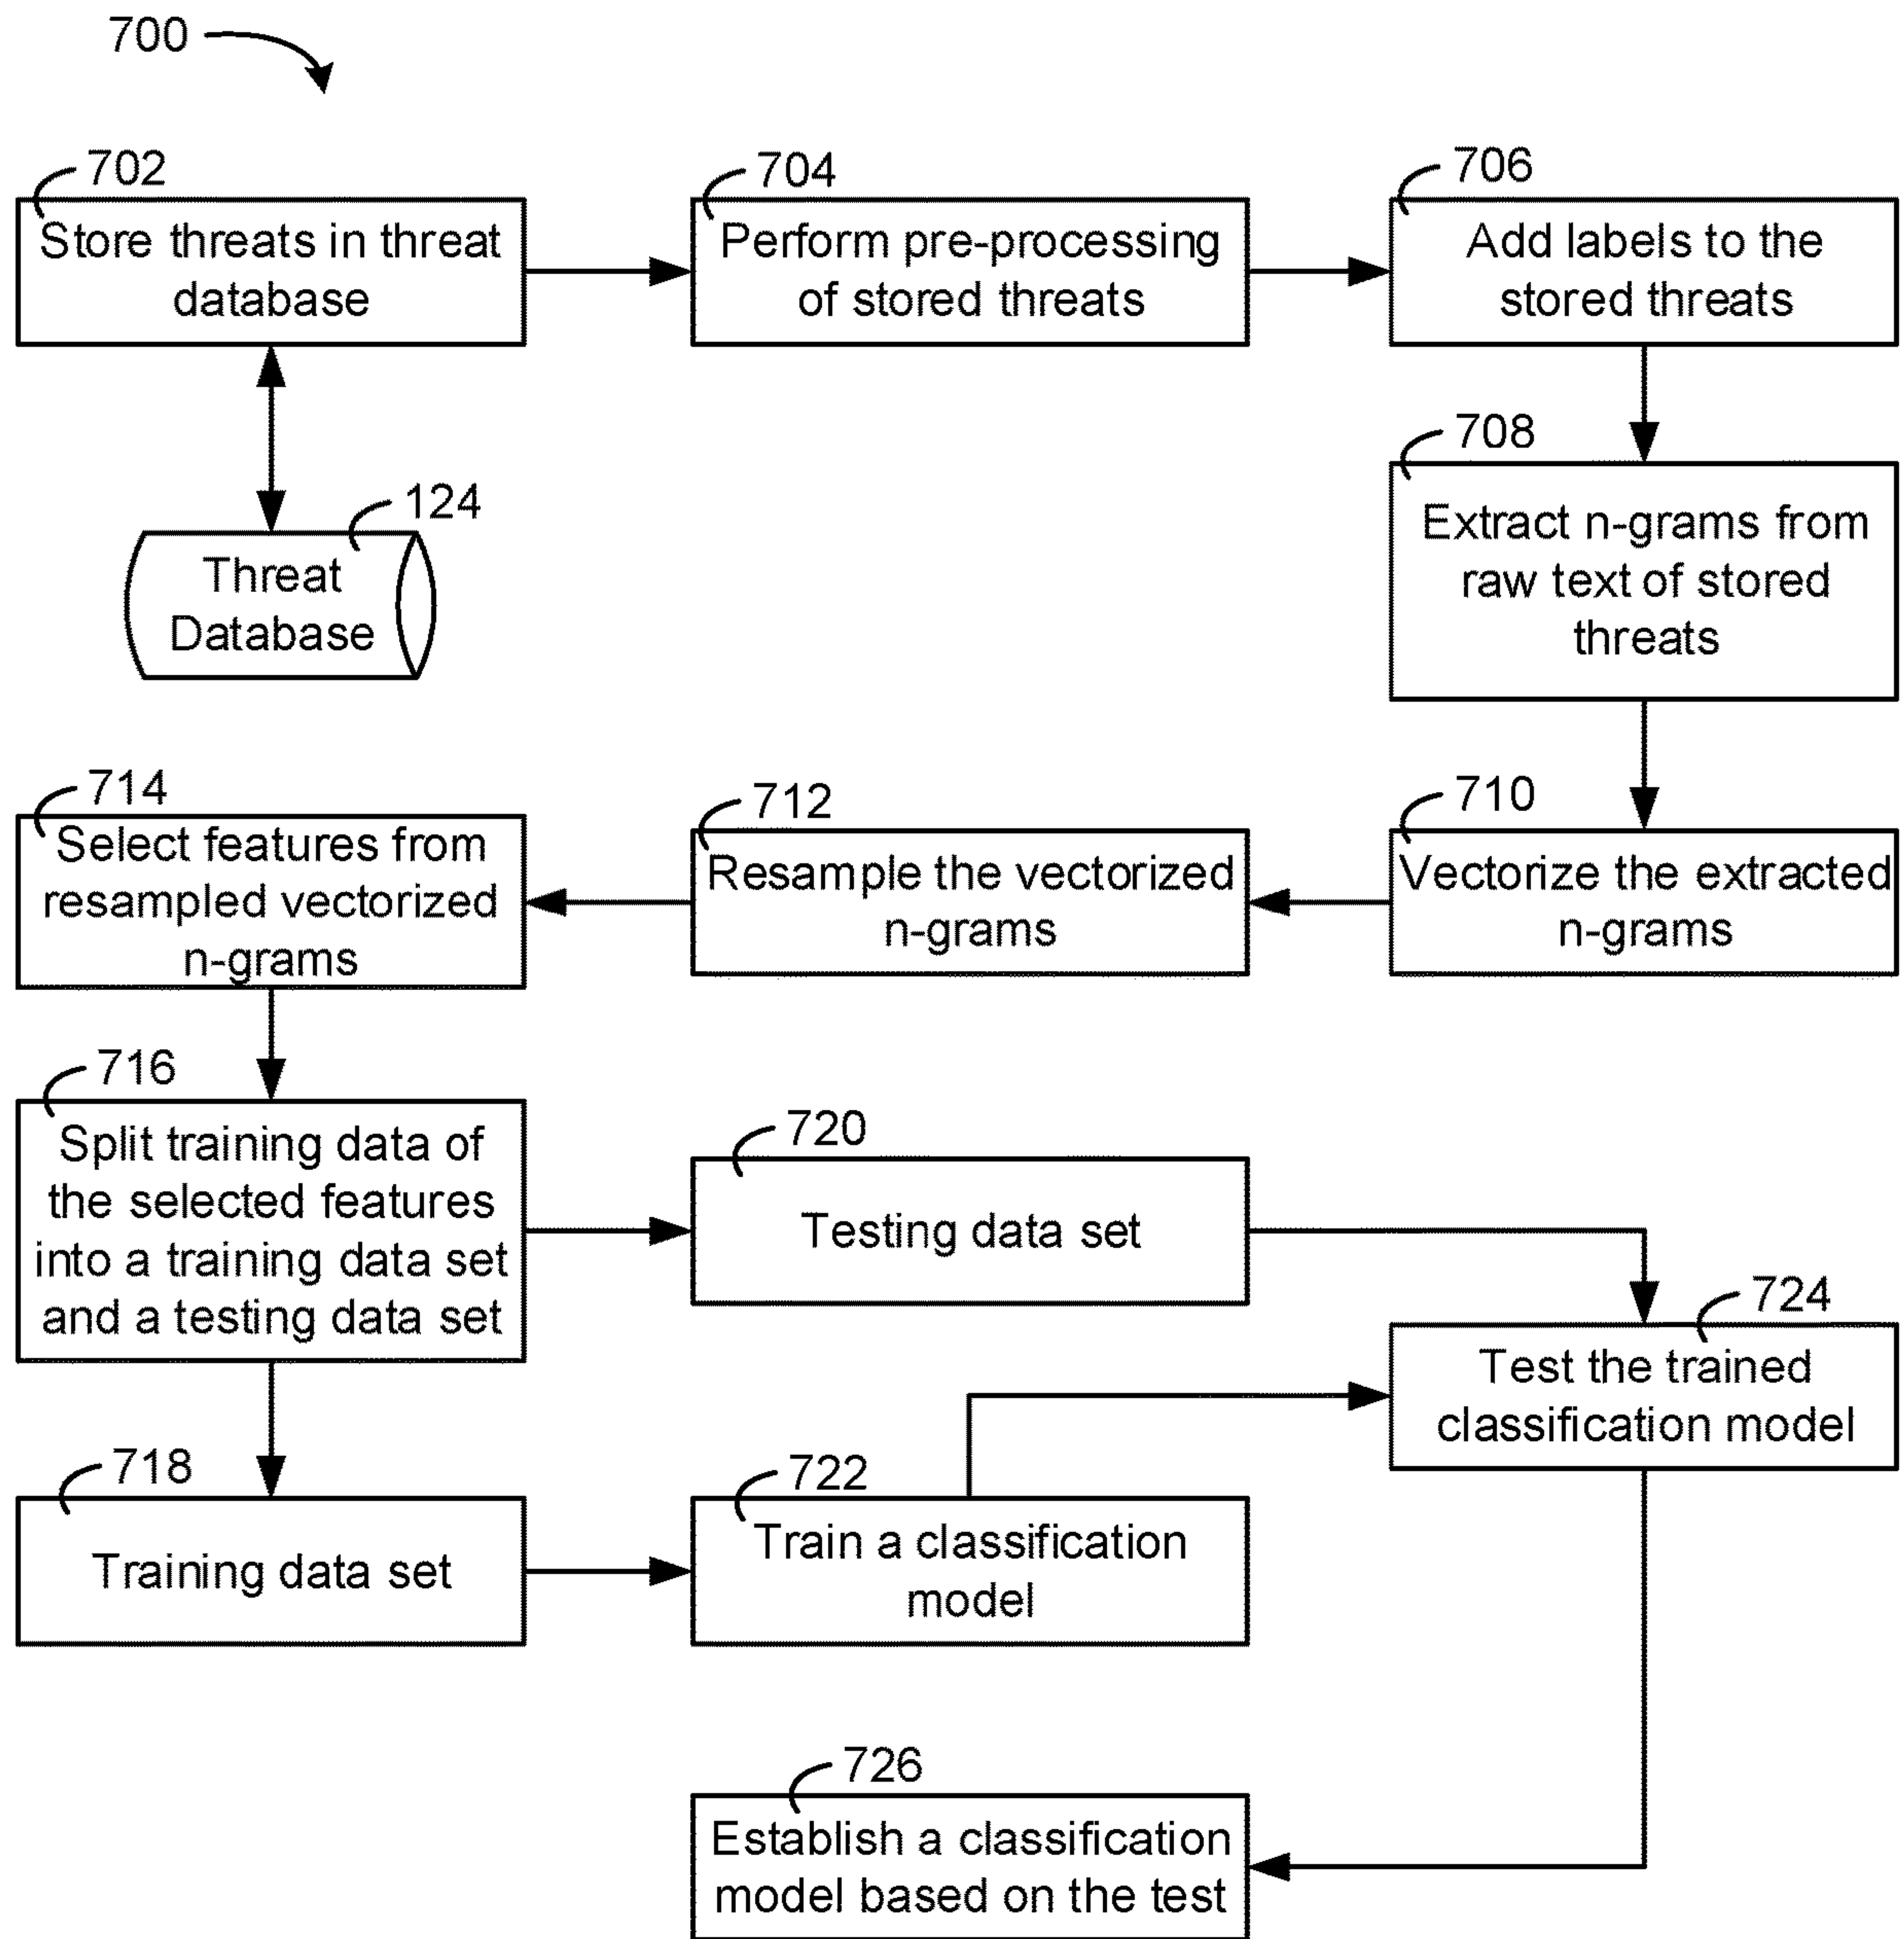 700
702
Store threats in threat
database
704
Perform pre-processing
of stored threats
706
Add labels to the
stored threats
124
Threat
Database
708
Extract n-grams from
raw text of stored
threats
714
Select features from
resampled vectorized
n-grams
712
Resample the vectorized
n-grams
710
Vectorize the extracted
n-grams
716
Split training data of
the selected features
into a training data set
and a testing data set
720
Testing data set
724
Test the trained
classification model
718
Training data set
722
Train a classification
model
726
Establish a classification
model based on the test